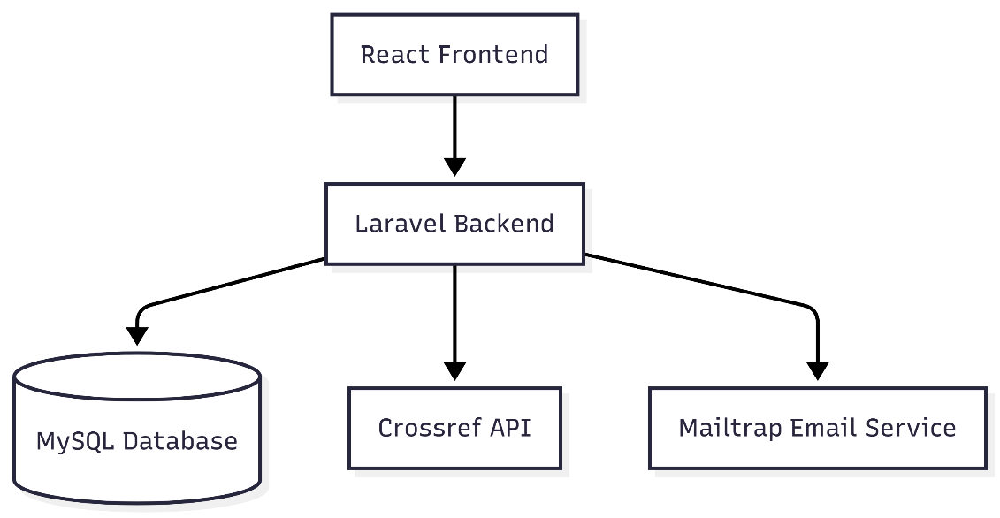 React Frontend
Laravel Backend
MySQL Database
Crossref API
Mailtrap Email Service